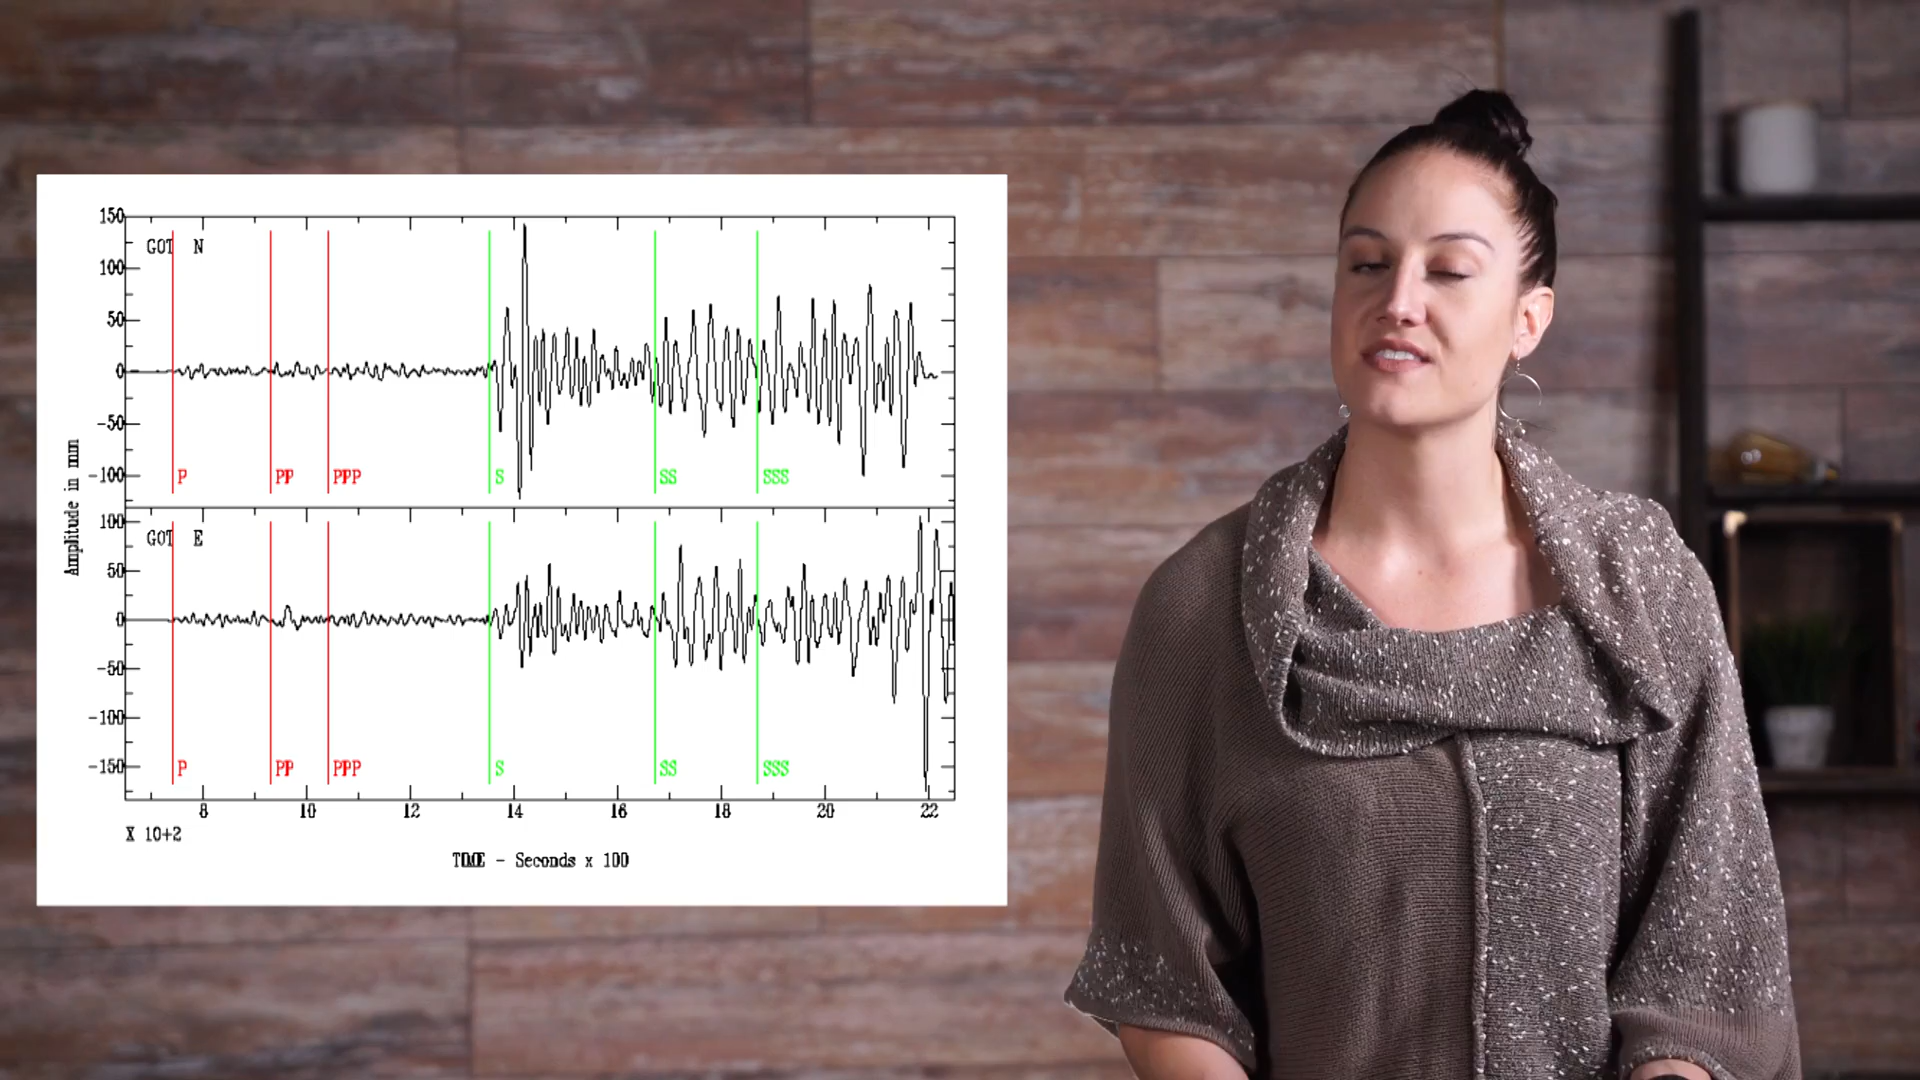 150
GOT N
100
50
0
-50
-100
P PP PPP S SS SSS
Amplitude in mm
100
GOT E
50
0
-50
-100
-150
P PP PPP S SS SSS
8 10 12 14 16 18 20 22
X 10+2
TIME - Seconds x 100